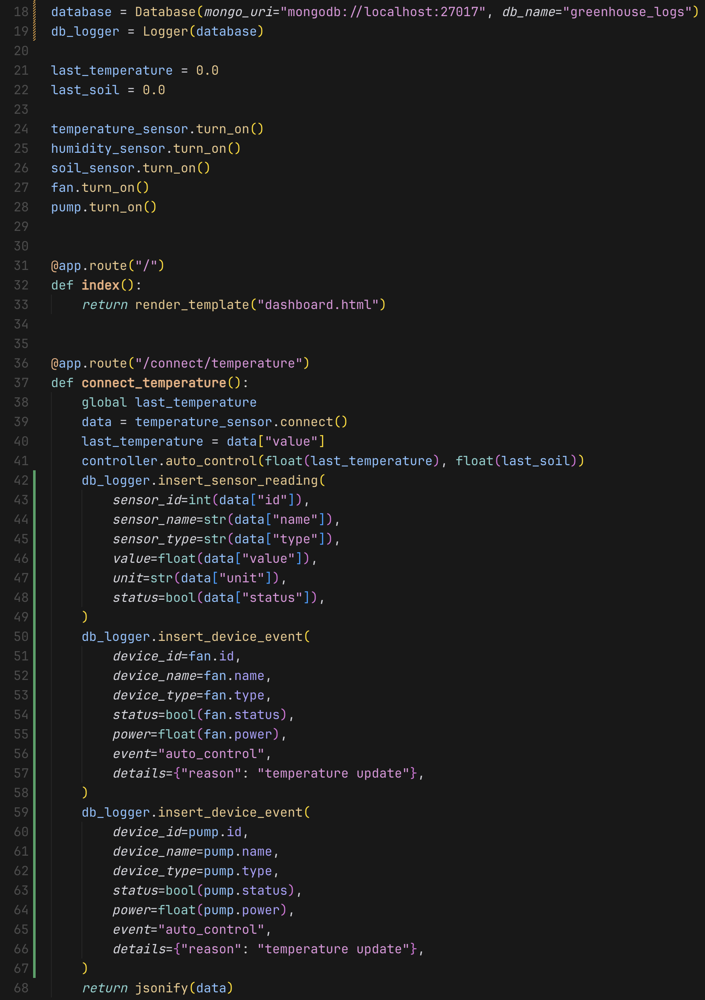 18 database = Database(mongo_uri="mongodb://localhost:27017", db_name="greenhouse_logs")
19 db_logger = Logger(database)
20
21 last_temperature = 0.0
22 last_soil = 0.0
23
24 temperature_sensor.turn_on()
25 humidity_sensor.turn_on()
26 soil_sensor.turn_on()
27 fan.turn_on()
28 pump.turn_on()
29
30
31 @app.route("/")
32 def index():
33     return render_template("dashboard.html")
34
35
36 @app.route("/connect/temperature")
37 def connect_temperature():
38     global last_temperature
39     data = temperature_sensor.connect()
40     last_temperature = data["value"]
41     controller.auto_control(float(last_temperature), float(last_soil))
42     db_logger.insert_sensor_reading(
43         sensor_id=int(data["id"]),
44         sensor_name=str(data["name"]),
45         sensor_type=str(data["type"]),
46         value=float(data["value"]),
47         unit=str(data["unit"]),
48         status=bool(data["status"]),
49     )
50     db_logger.insert_device_event(
51         device_id=fan.id,
52         device_name=fan.name,
53         device_type=fan.type,
54         status=bool(fan.status),
55         power=float(fan.power),
56         event="auto_control",
57         details={"reason": "temperature update"},
58     )
59     db_logger.insert_device_event(
60         device_id=pump.id,
61         device_name=pump.name,
62         device_type=pump.type,
63         status=bool(pump.status),
64         power=float(pump.power),
65         event="auto_control",
66         details={"reason": "temperature update"},
67     )
68     return jsonify(data)